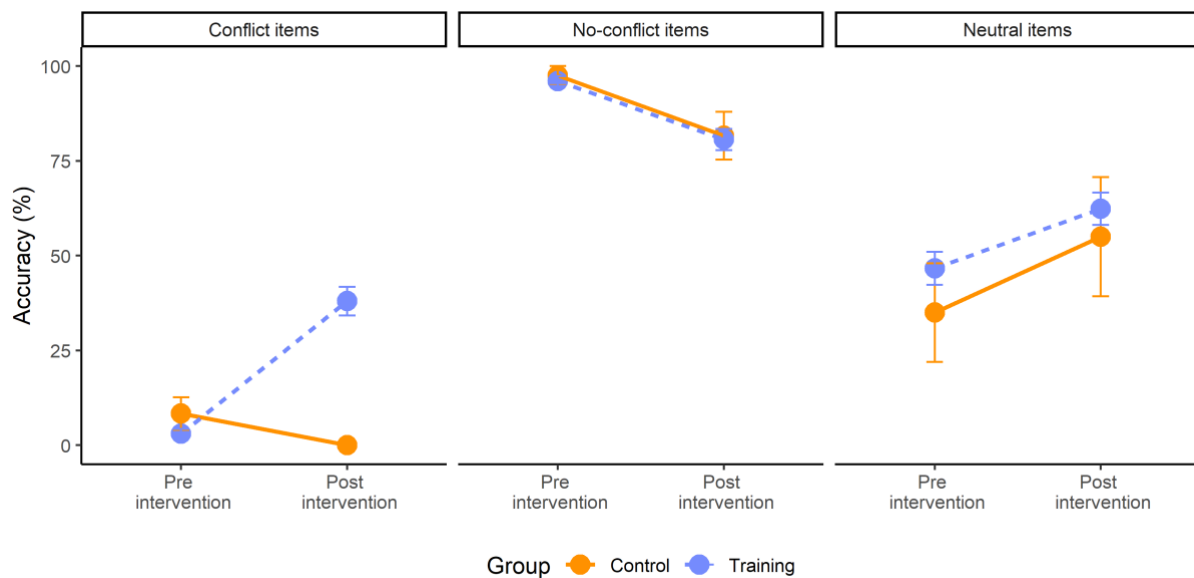 Conflict items
No-conflict items
Neutral items
Accuracy (%)
100
75
50
25
0
Pre
intervention
Post
intervention
Pre
intervention
Post
intervention
Pre
intervention
Post
intervention
Group Control Training